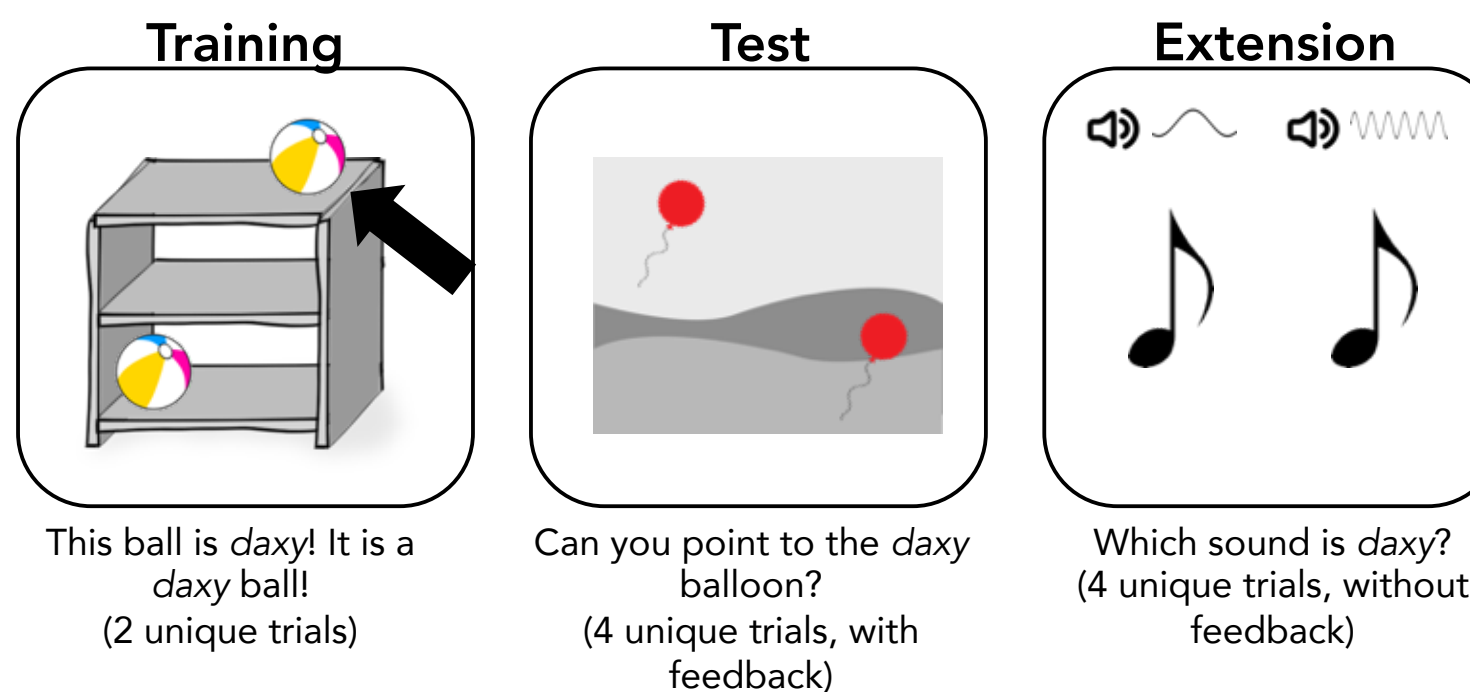 Training
This ball is daxy! It is a
daxy ball!
(2 unique trials)
Test
Can you point to the daxy
balloon?
(4 unique trials, with
feedback)
Extension
Which sound is daxy?
(4 unique trials, without
feedback)